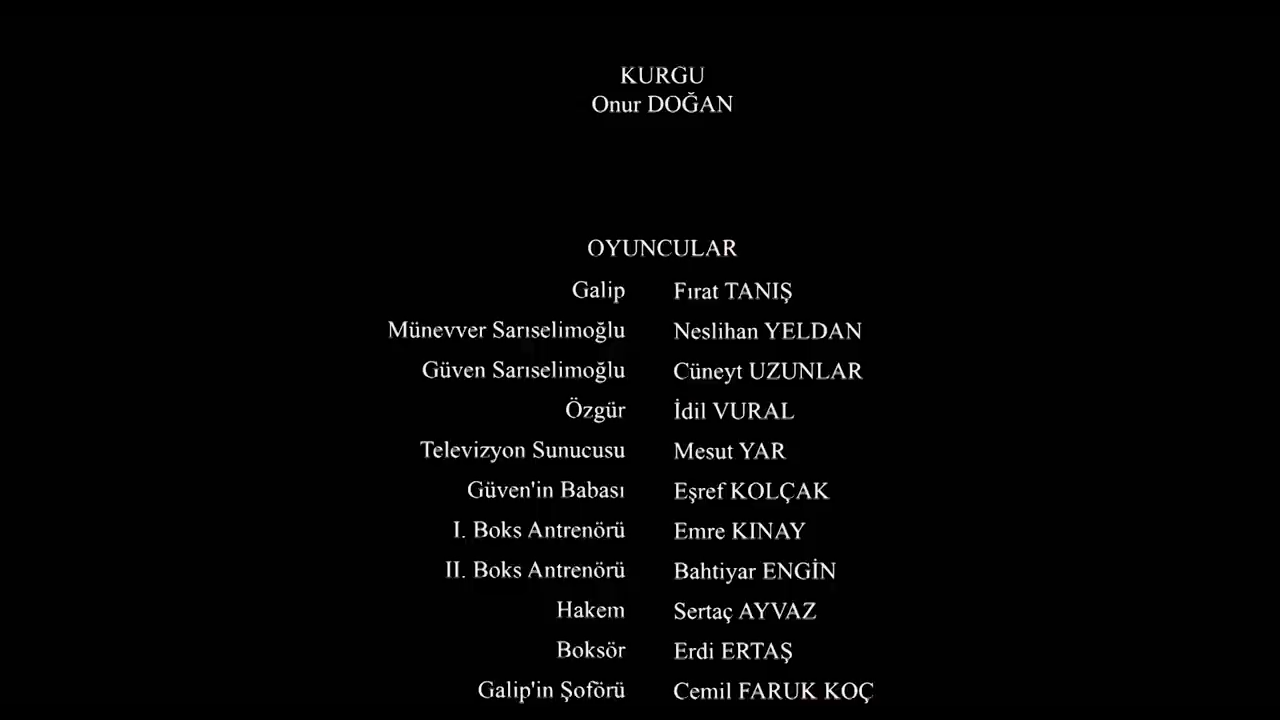 KURGU
Onur DOĞAN
OYUNCULAR
Galip Fırat TANIŞ
Münevver Sarıselimoğlu Neslihan YELDAN
Güven Sarıselimoğlu Cüneyt UZUNLAR
Özgür İdil VURAL
Televizyon Sunucusu Mesut YAR
Güven'in Babası Eşref KOLÇAK
I. Boks Antrenörü Emre KINAY
II. Boks Antrenörü Bahtiyar ENGİN
Hakem Sertaç AYVAZ
Boksör Erdi ERTAŞ
Galip'in Şoförü Cemil FARUK KOÇ